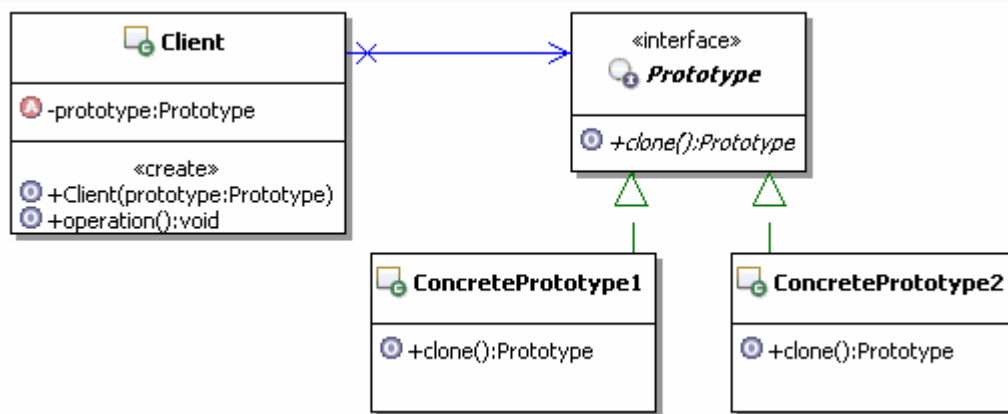 Client
-prototype:Prototype
«create»
+Client(prototype:Prototype)
+operation():void
«interface»
Prototype
+clone():Prototype
ConcretePrototype1
+clone():Prototype
ConcretePrototype2
+clone():Prototype